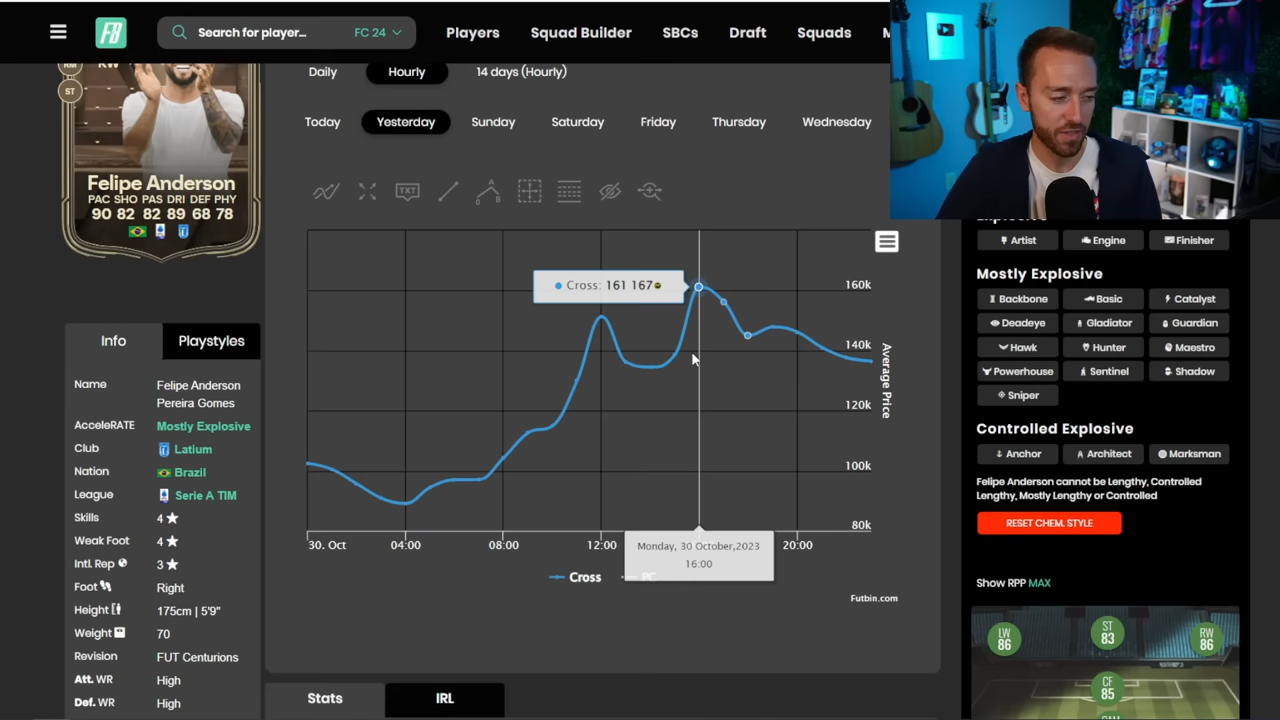 FB
Search for player...
FC 24
Players
Squad Builder
SBCs
Draft
Squads
M
RM
RW
ST
Daily
Hourly
14 days (Hourly)
Today
Yesterday
Sunday
Saturday
Friday
Thursday
Wednesday
TXT
Felipe Anderson
PAC SHO PAS DRI DEF PHY
90 82 82 89 68 78
Cross: 161 167
160k
140k
120k
100k
80k
Average Price
30. Oct
04:00
08:00
12:00
20:00
Monday, 30 October,2023
16:00
Cross
PC
Futbin.com
Info
Playstyles
Name
Felipe Anderson
Pereira Gomes
AcceleRATE
Mostly Explosive
Club
Latium
Nation
Brazil
League
Serie A TIM
Skills
4
Weak Foot
4
Intl. Rep
3
Foot
Right
Height
175cm | 5'9"
Weight
70
Revision
FUT Centurions
Att. WR
High
Def. WR
High
Stats
IRL
Explosive
Artist
Engine
Finisher
Mostly Explosive
Backbone
Basic
Catalyst
Deadeye
Gladiator
Guardian
Hawk
Hunter
Maestro
Powerhouse
Sentinel
Shadow
Sniper
Controlled Explosive
Anchor
Architect
Marksman
Felipe Anderson cannot be Lengthy, Controlled
Lengthy, Mostly Lengthy or Controlled
RESET CHEM. STYLE
Show RPP MAX
LW
86
ST
83
RW
86
CF
85
CAM